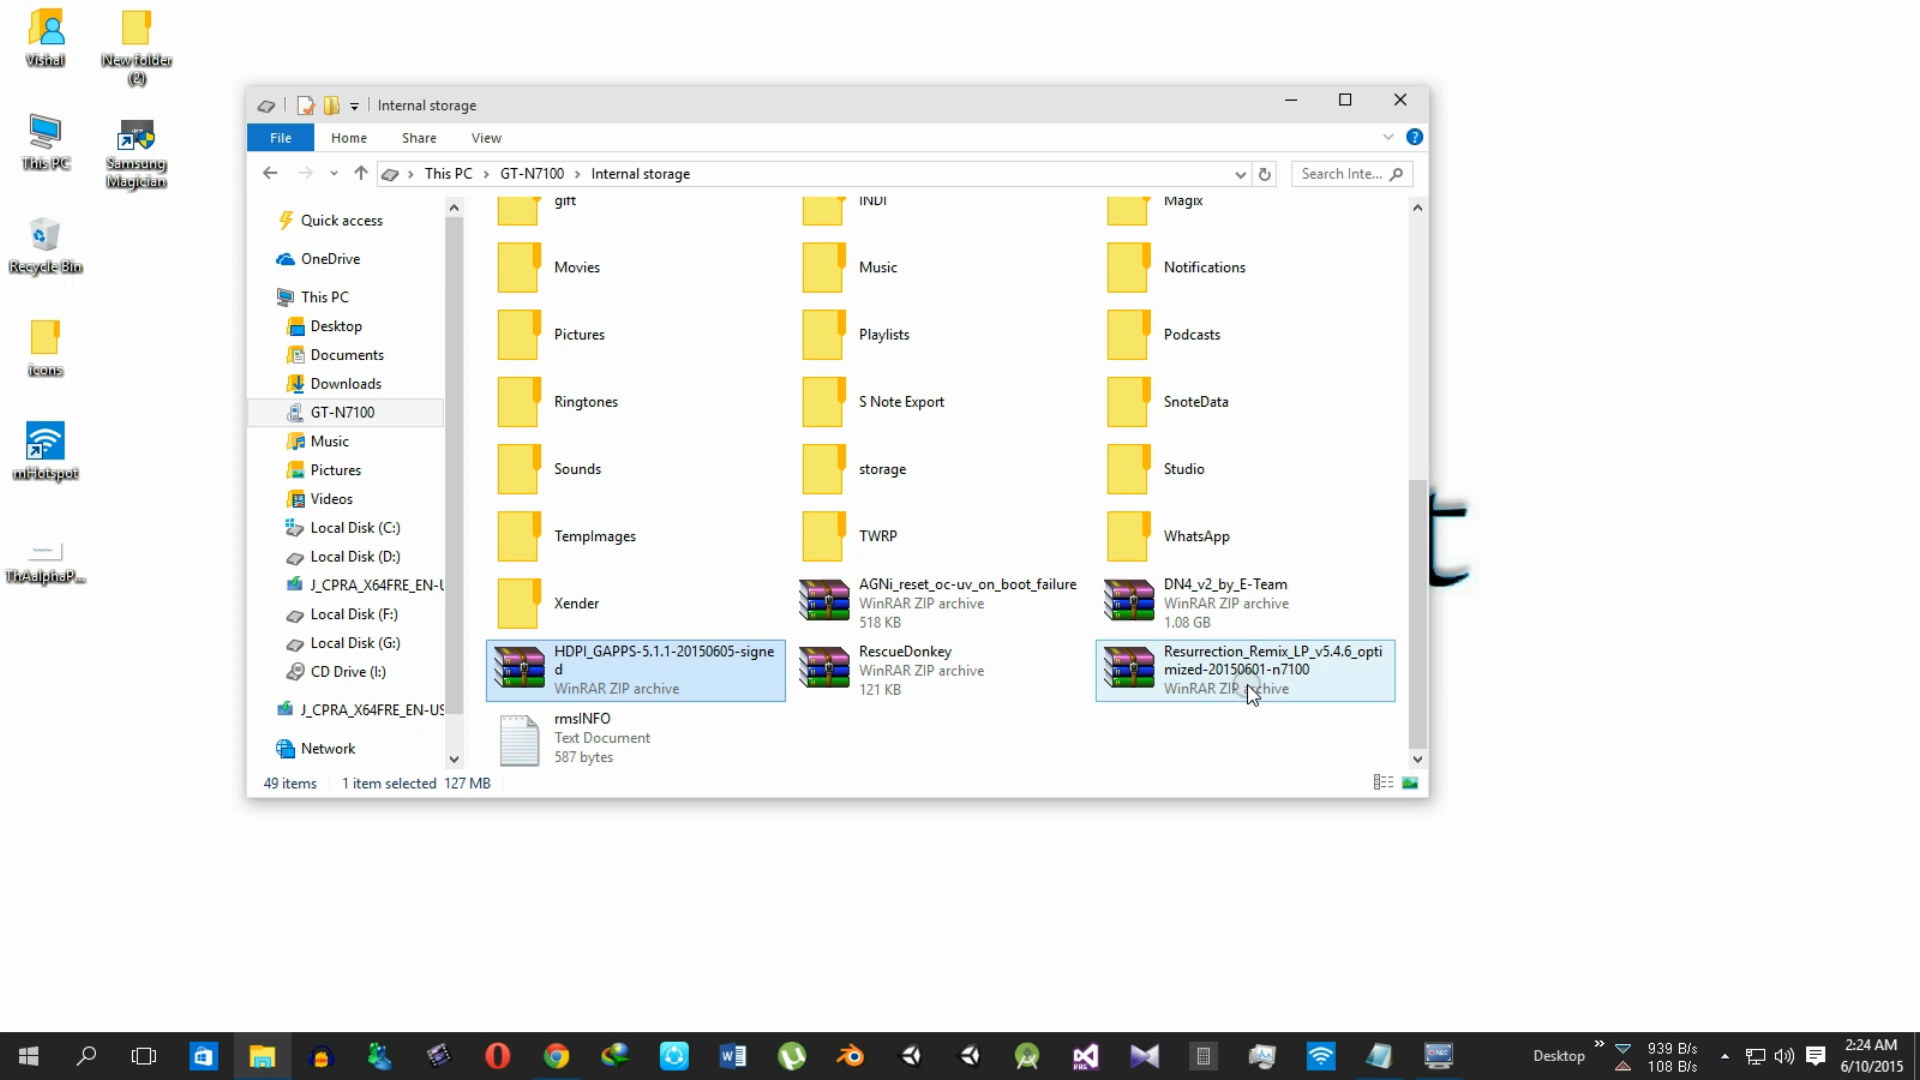 Vishal
New folder
(2)
This PC
Samsung
Magician
Recycle Bin
icons
mHotspot
ThAalphaP...
Internal storage
File
Home
Share
View
This PC
GT-N7100
Internal storage
Search Inte...
Quick access
OneDrive
This PC
Desktop
Documents
Downloads
GT-N7100
Music
Pictures
Videos
Local Disk (C:)
Local Disk (D:)
J_CPRA_X64FRE_EN-U
Local Disk (F:)
Local Disk (G:)
CD Drive (I:)
J_CPRA_X64FRE_EN-US
Network
gift
INDI
Magix
Movies
Music
Notifications
Pictures
Playlists
Podcasts
Ringtones
S Note Export
SnoteData
Sounds
storage
Studio
TempImages
TWRP
WhatsApp
Xender
AGNi_reset_oc-uv_on_boot_failure
WinRAR ZIP archive
518 KB
DN4_v2_by_E-Team
WinRAR ZIP archive
1.08 GB
HDPI_GAPPS-5.1.1-20150605-signe
d
WinRAR ZIP archive
RescueDonkey
WinRAR ZIP archive
121 KB
Resurrection_Remix_LP_v5.4.6_opti
mized-20150601-n7100
WinRAR ZIP archive
rmsINFO
Text Document
587 bytes
49 items
1 item selected 127 MB
t
Desktop
939 B/s
108 B/s
2:24 AM
6/10/2015